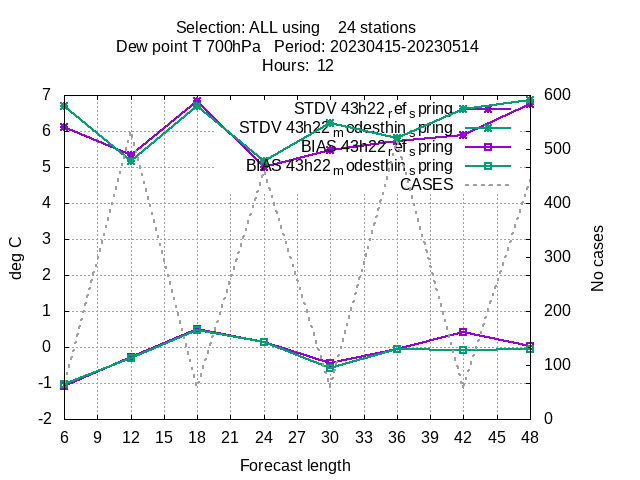 Selection: ALL using    24 stations
Dew point T 700hPa   Period: 20230415-20230514
Hours: 12
STDV 43h22_ref_spring
STDV 43h22_modesthin_spring
BIAS 43h22_ref_spring
BIAS 43h22_modesthin_spring
CASES
7
6
5
4
3
2
1
0
-1
-2
deg C
600
500
400
300
200
100
0
No cases
6 9 12 15 18 21 24 27 30 33 36 39 42 45 48
Forecast length